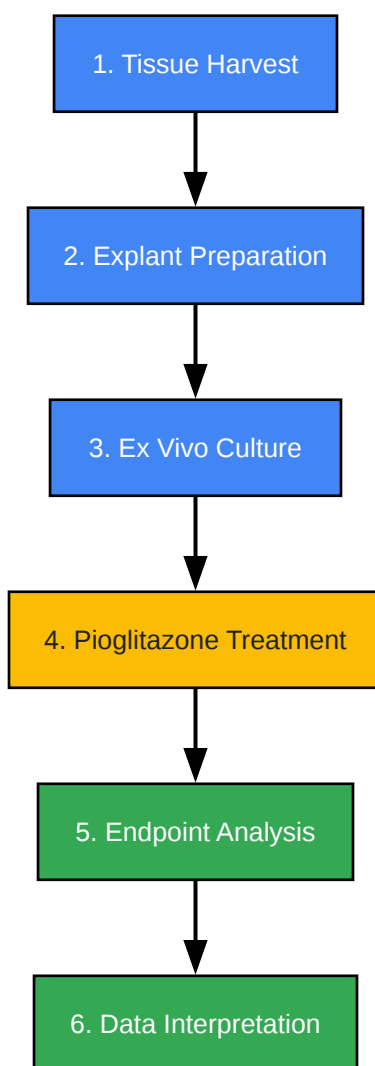 1. Tissue Harvest
2. Explant Preparation
3. Ex Vivo Culture
4. Pioglitazone Treatment
5. Endpoint Analysis
6. Data Interpretation